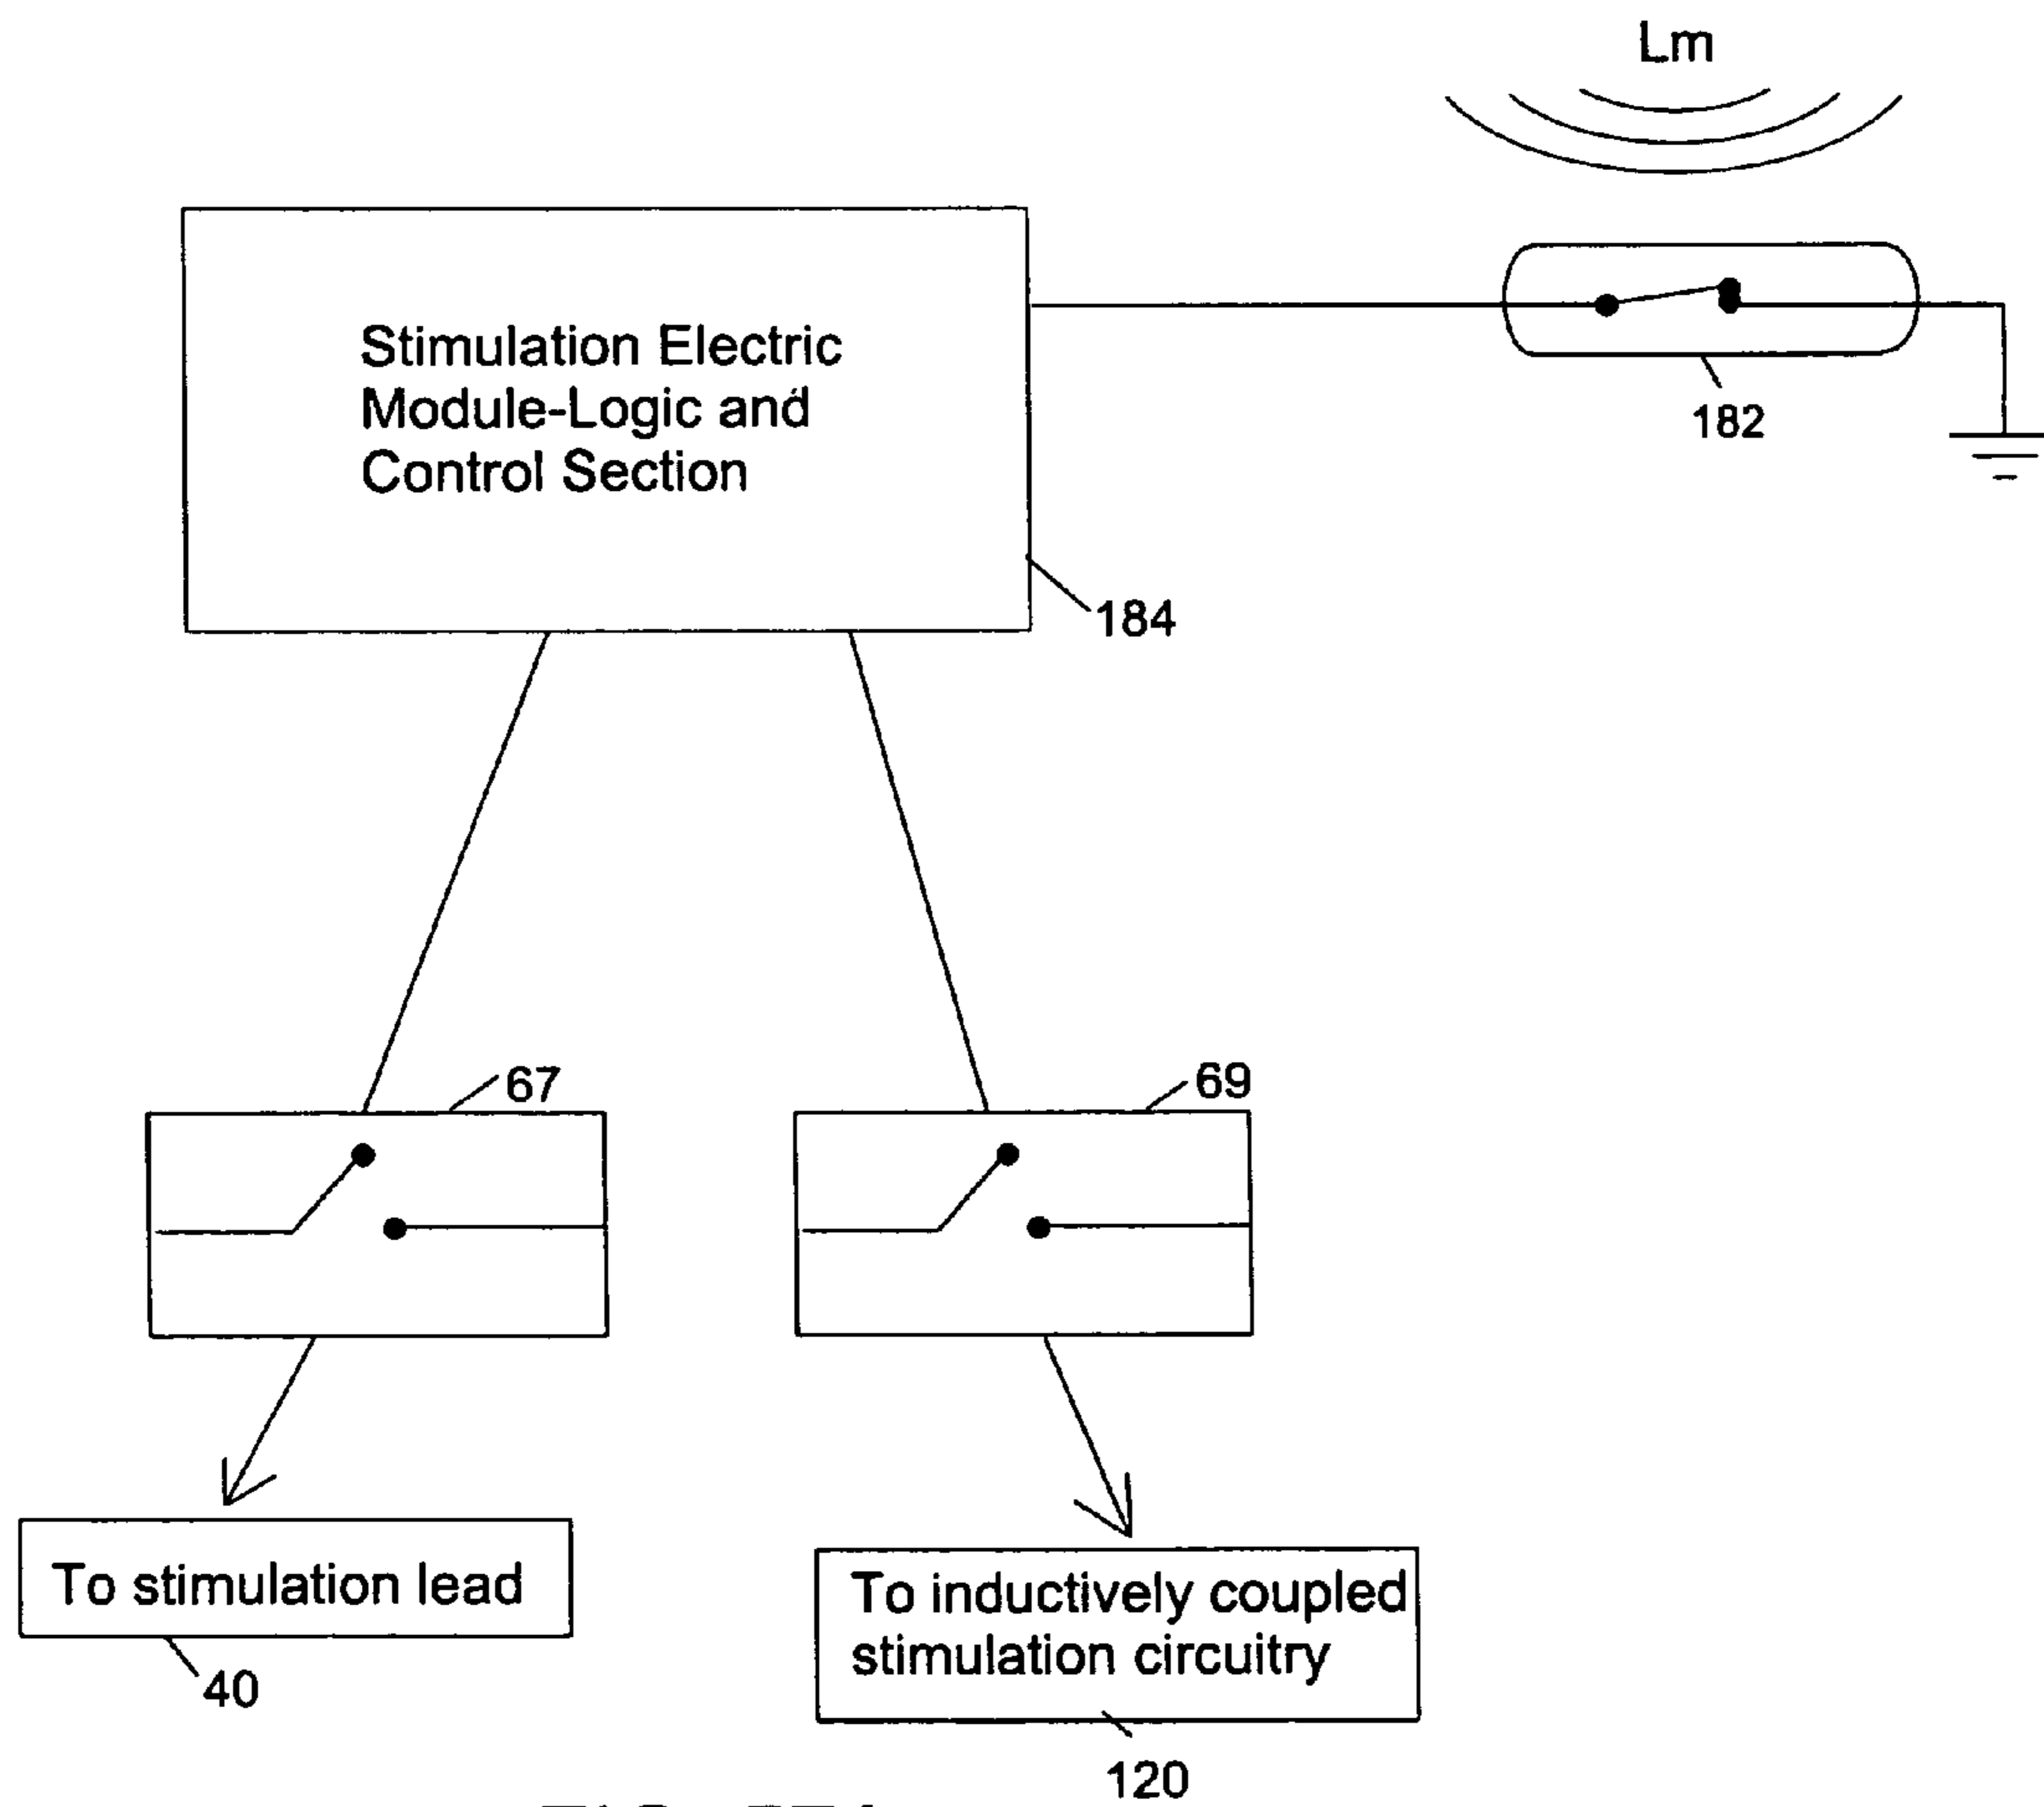 Lm
Stimulation Electric
Module-Logic and
Control Section
182
184
67
69
To stimulation lead
40
To inductively coupled
stimulation circuitry
120